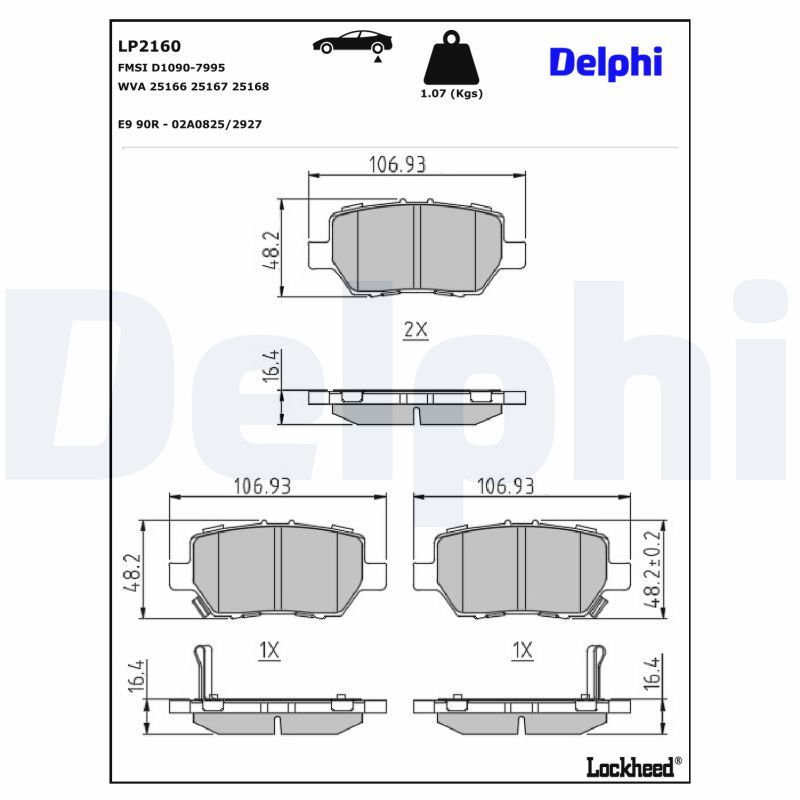 LP2160
FMSI D1090-7995
WVA 25166 25167 25168
E9 90R - 02A0825/2927
1.07 (Kgs)
Delphi
106.93
48.2
2X
16.4
Delphi
106.93
106.93
48.2
48.2±0.2
1X
1X
16.4
16.4
Lockheed®